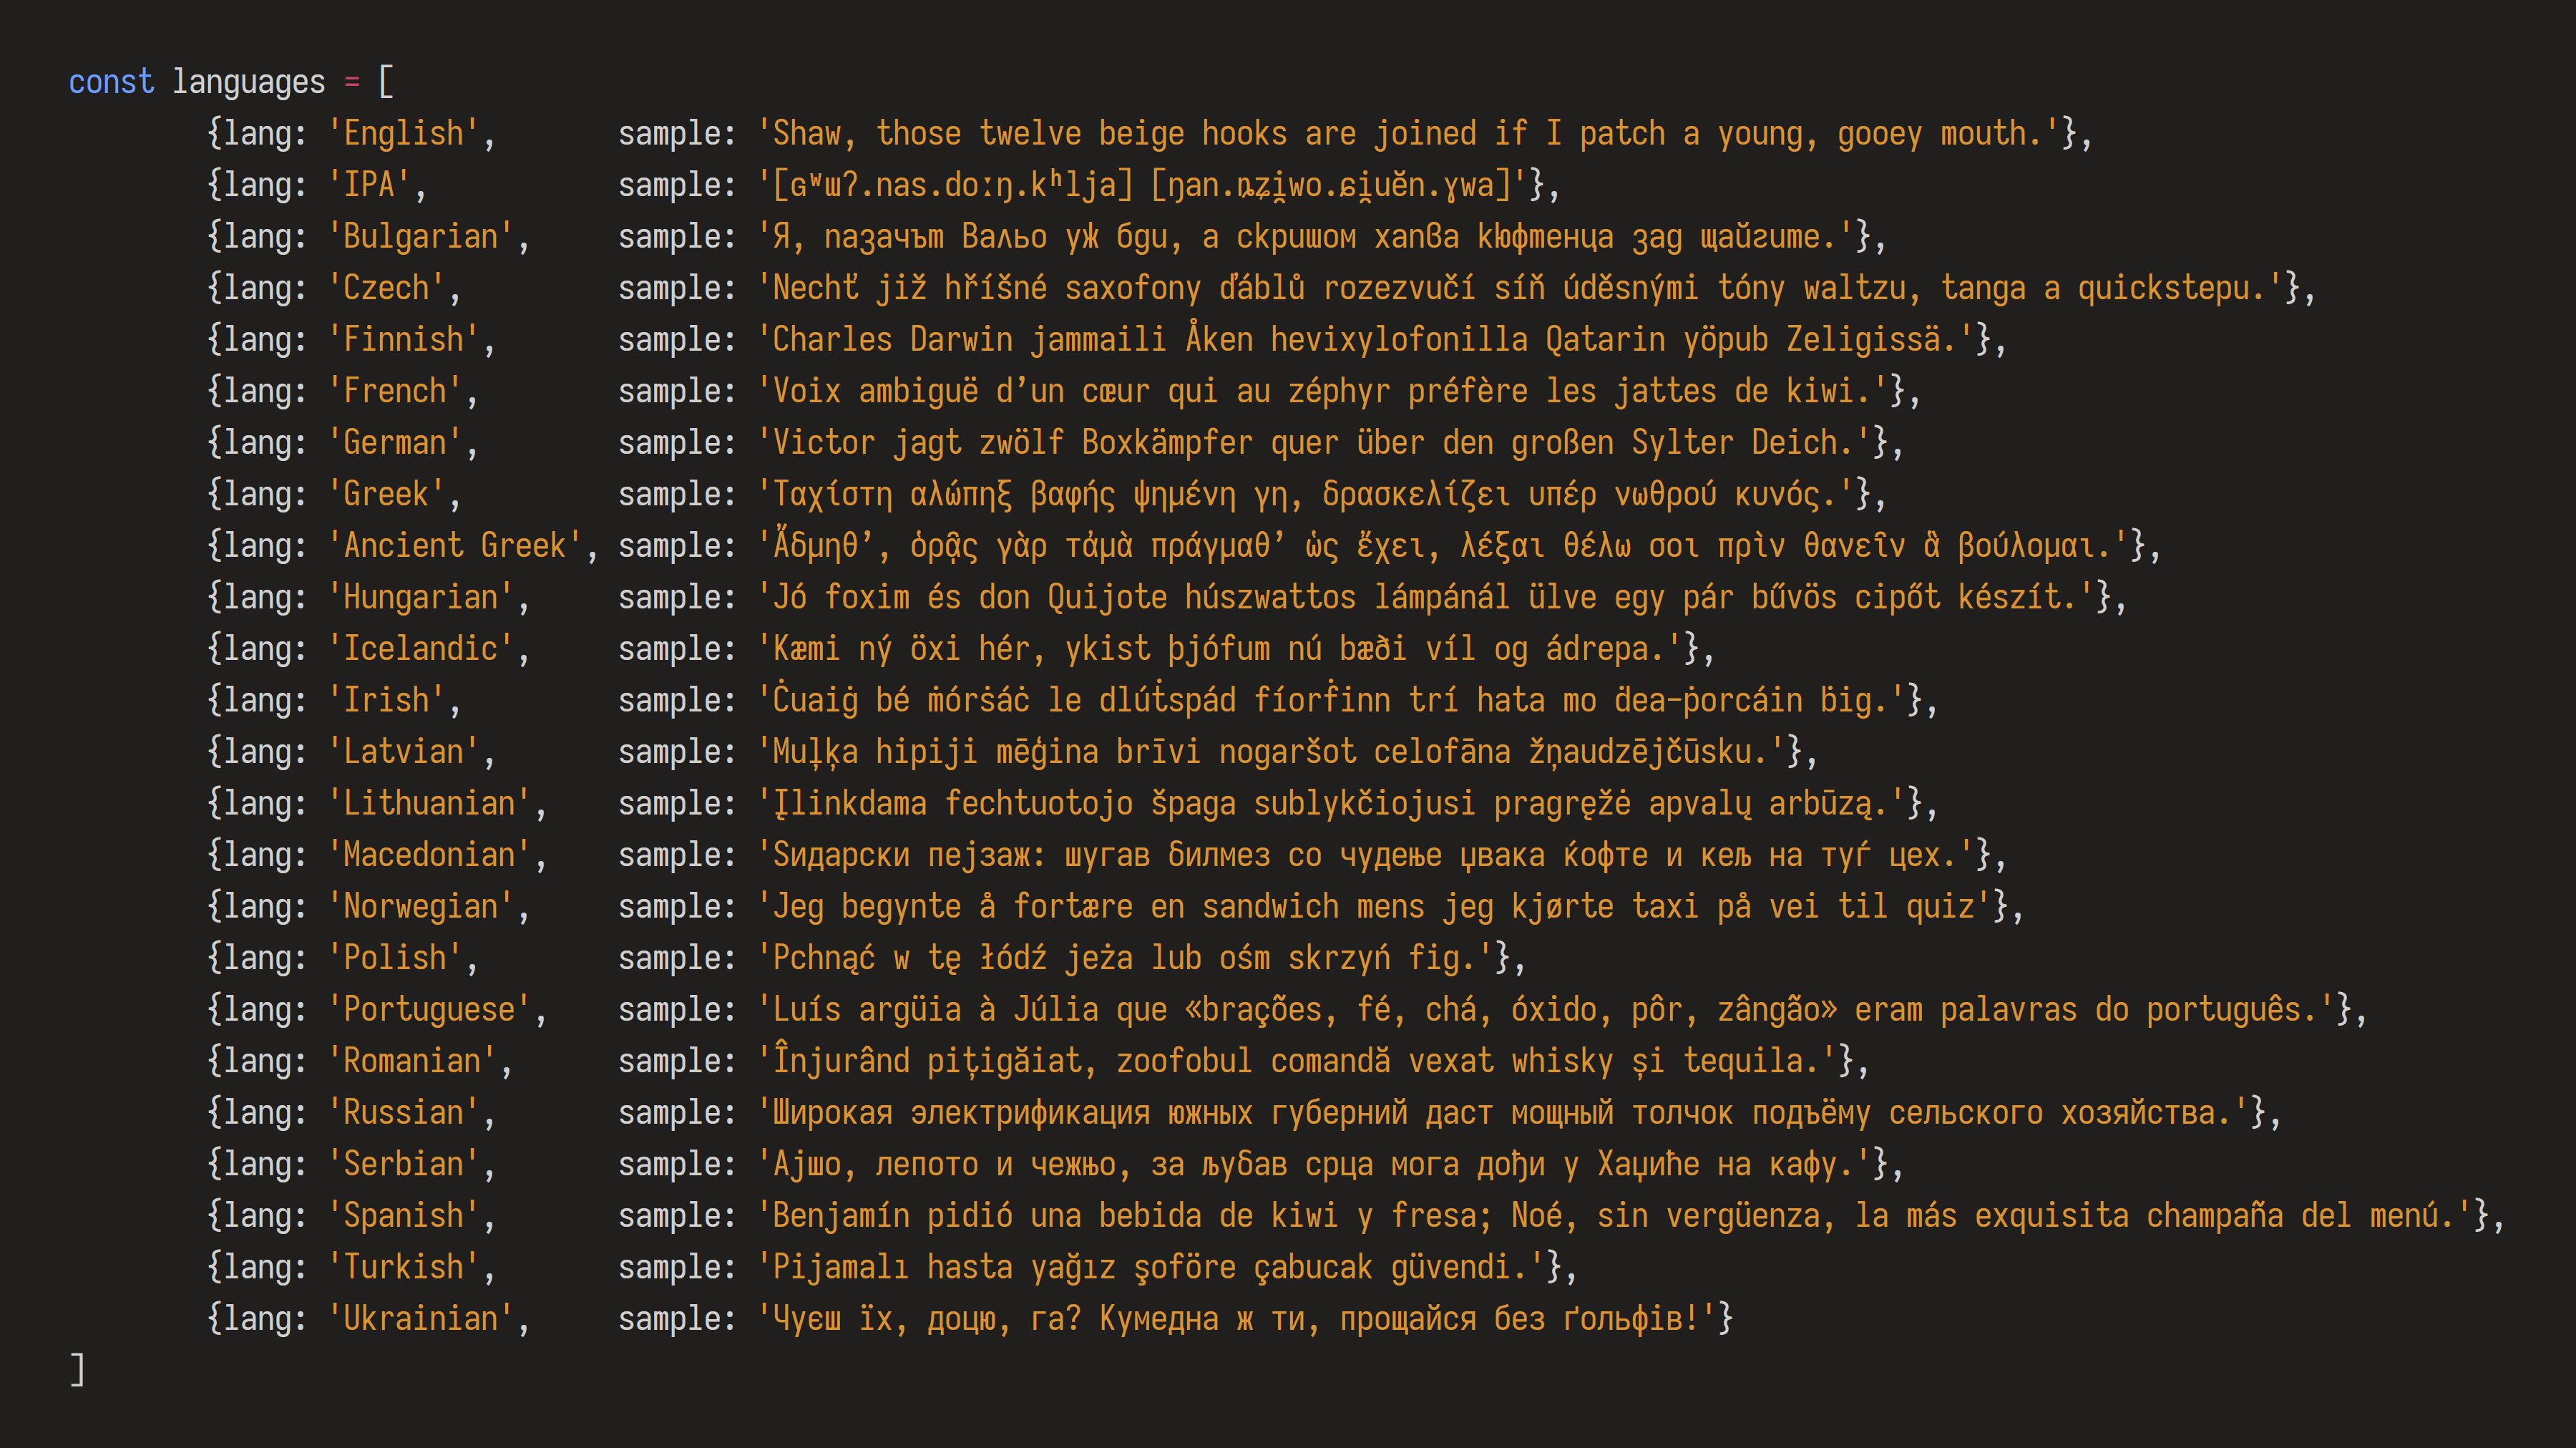 const languages = [
{lang: 'English', sample: 'Shaw, those twelve beige hooks are joined if I patch a young, gooey mouth.'},
{lang: 'IPA', sample: '[ɢʷɯʔ.nas.doːŋ.kʰlja] [ŋan.ȵʑi̯wo.ɕi̯uĕn.ɣwa]'},
{lang: 'Bulgarian', sample: 'Я, пазачът Вальо уж бди, а скришом хапва кюфтенца зад щайгите.'},
{lang: 'Czech', sample: 'Nechť již hříšné saxofony ďáblů rozezvučí síň úděsnými tóny waltzu, tanga a quickstepu.'},
{lang: 'Finnish', sample: 'Charles Darwin jammaili Åken hevixylofonilla Qatarin yöpub Zeligissä.'},
{lang: 'French', sample: 'Voix ambiguë d’un cœur qui au zéphyr préfère les jattes de kiwi.'},
{lang: 'German', sample: 'Victor jagt zwölf Boxkämpfer quer über den großen Sylter Deich.'},
{lang: 'Greek', sample: 'Ταχίστη αλώπηξ βαφής ψημένη γη, δρασκελίζει υπέρ νωθρού κυνός.'},
{lang: 'Ancient Greek', sample: 'Ἄδμηθ’, ὁρᾷς γὰρ τἀμὰ πράγμαθ’ ὡς ἔχει, λέξαι θέλω σοι πρὶν θανεῖν ἃ βούλομαι.'},
{lang: 'Hungarian', sample: 'Jó foxim és don Quijote húszwattos lámpánál ülve egy pár bűvös cipőt készít.'},
{lang: 'Icelandic', sample: 'Kæmi ný öxi hér, ykist þjófum nú bæði víl og ádrepa.'},
{lang: 'Irish', sample: 'Ċuaiġ bé ṁórṡáċ le dlúṫspád fíorḟinn trí hata mo ḋea-ṗorcáin ḃig.'},
{lang: 'Latvian', sample: 'Muļķa hipiji mēģina brīvi nogaršot celofāna žņaudzējčūsku.'},
{lang: 'Lithuanian', sample: 'Įlinkdama fechtuotojo špaga sublykčiojusi pragręžė apvalų arbūzą.'},
{lang: 'Macedonian', sample: 'Ѕидарски пејзаж: шугав билмез со чудење џвака ќофте и кељ на туѓ цех.'},
{lang: 'Norwegian', sample: 'Jeg begynte å fortære en sandwich mens jeg kjørte taxi på vei til quiz'},
{lang: 'Polish', sample: 'Pchnąć w tę łódź jeża lub ośm skrzyń fig.'},
{lang: 'Portuguese', sample: 'Luís argüia à Júlia que «brações, fé, chá, óxido, pôr, zângão» eram palavras do português.'},
{lang: 'Romanian', sample: 'Înjurând pițigăiat, zoofobul comandă vexat whisky și tequila.'},
{lang: 'Russian', sample: 'Широкая электрификация южных губерний даст мощный толчок подъёму сельского хозяйства.'},
{lang: 'Serbian', sample: 'Ајшо, лепото и чежњо, за љубав срца мога дођи у Хаџиће на кафу.'},
{lang: 'Spanish', sample: 'Benjamín pidió una bebida de kiwi y fresa; Noé, sin vergüenza, la más exquisita champaña del menú.'},
{lang: 'Turkish', sample: 'Pijamalı hasta yağız şoföre çabucak güvendi.'},
{lang: 'Ukrainian', sample: 'Чуєш їх, доцю, га? Кумедна ж ти, прощайся без ґольфів!'}
]